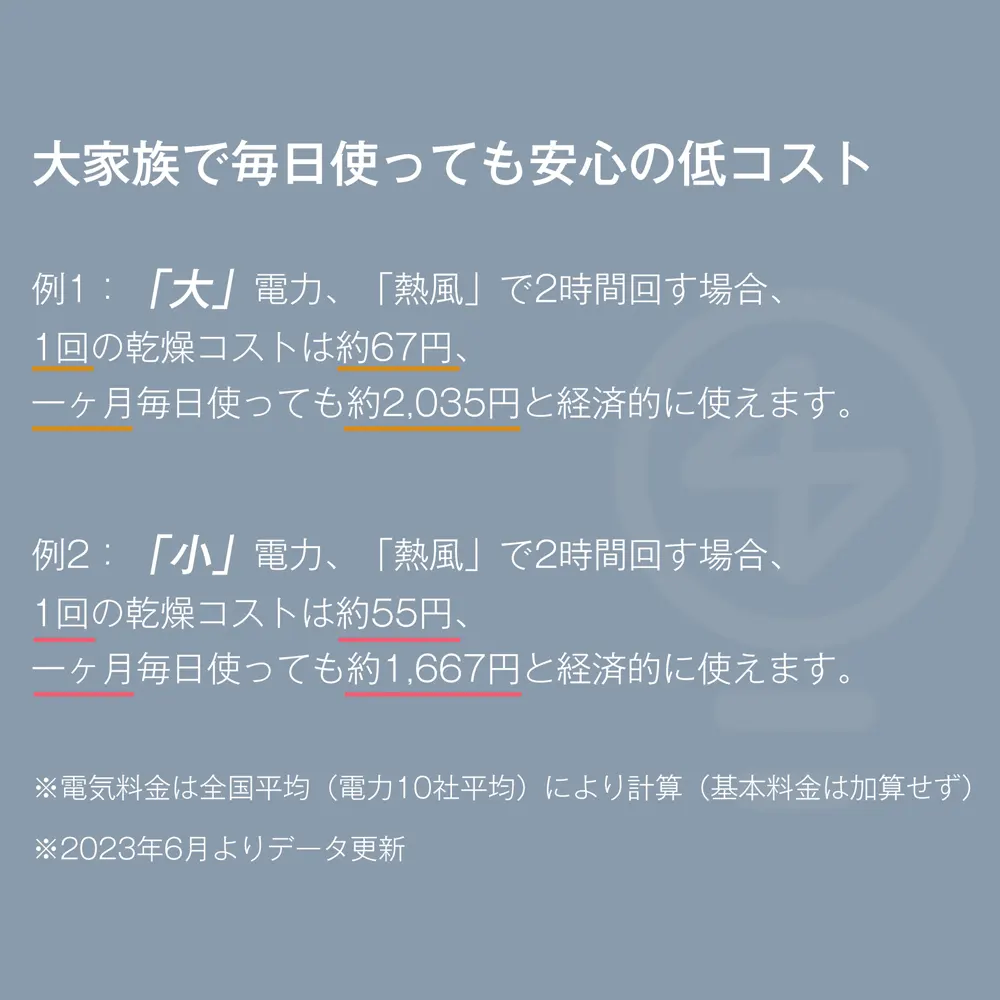 大家族で毎日使っても安心の低コスト
例1：「大」電力、「熱風」で2時間回す場合、
1回の乾燥コストは約67円、
一ヶ月毎日使っても約2,035円と経済的に使えます。
例2：「小」電力、「熱風」で2時間回す場合、
1回の乾燥コストは約55円、
一ヶ月毎日使っても約1,667円と経済的に使えます。
※電気料金は全国平均（電力10社平均）により計算（基本料金は加算せず）
※2023年6月よりデータ更新